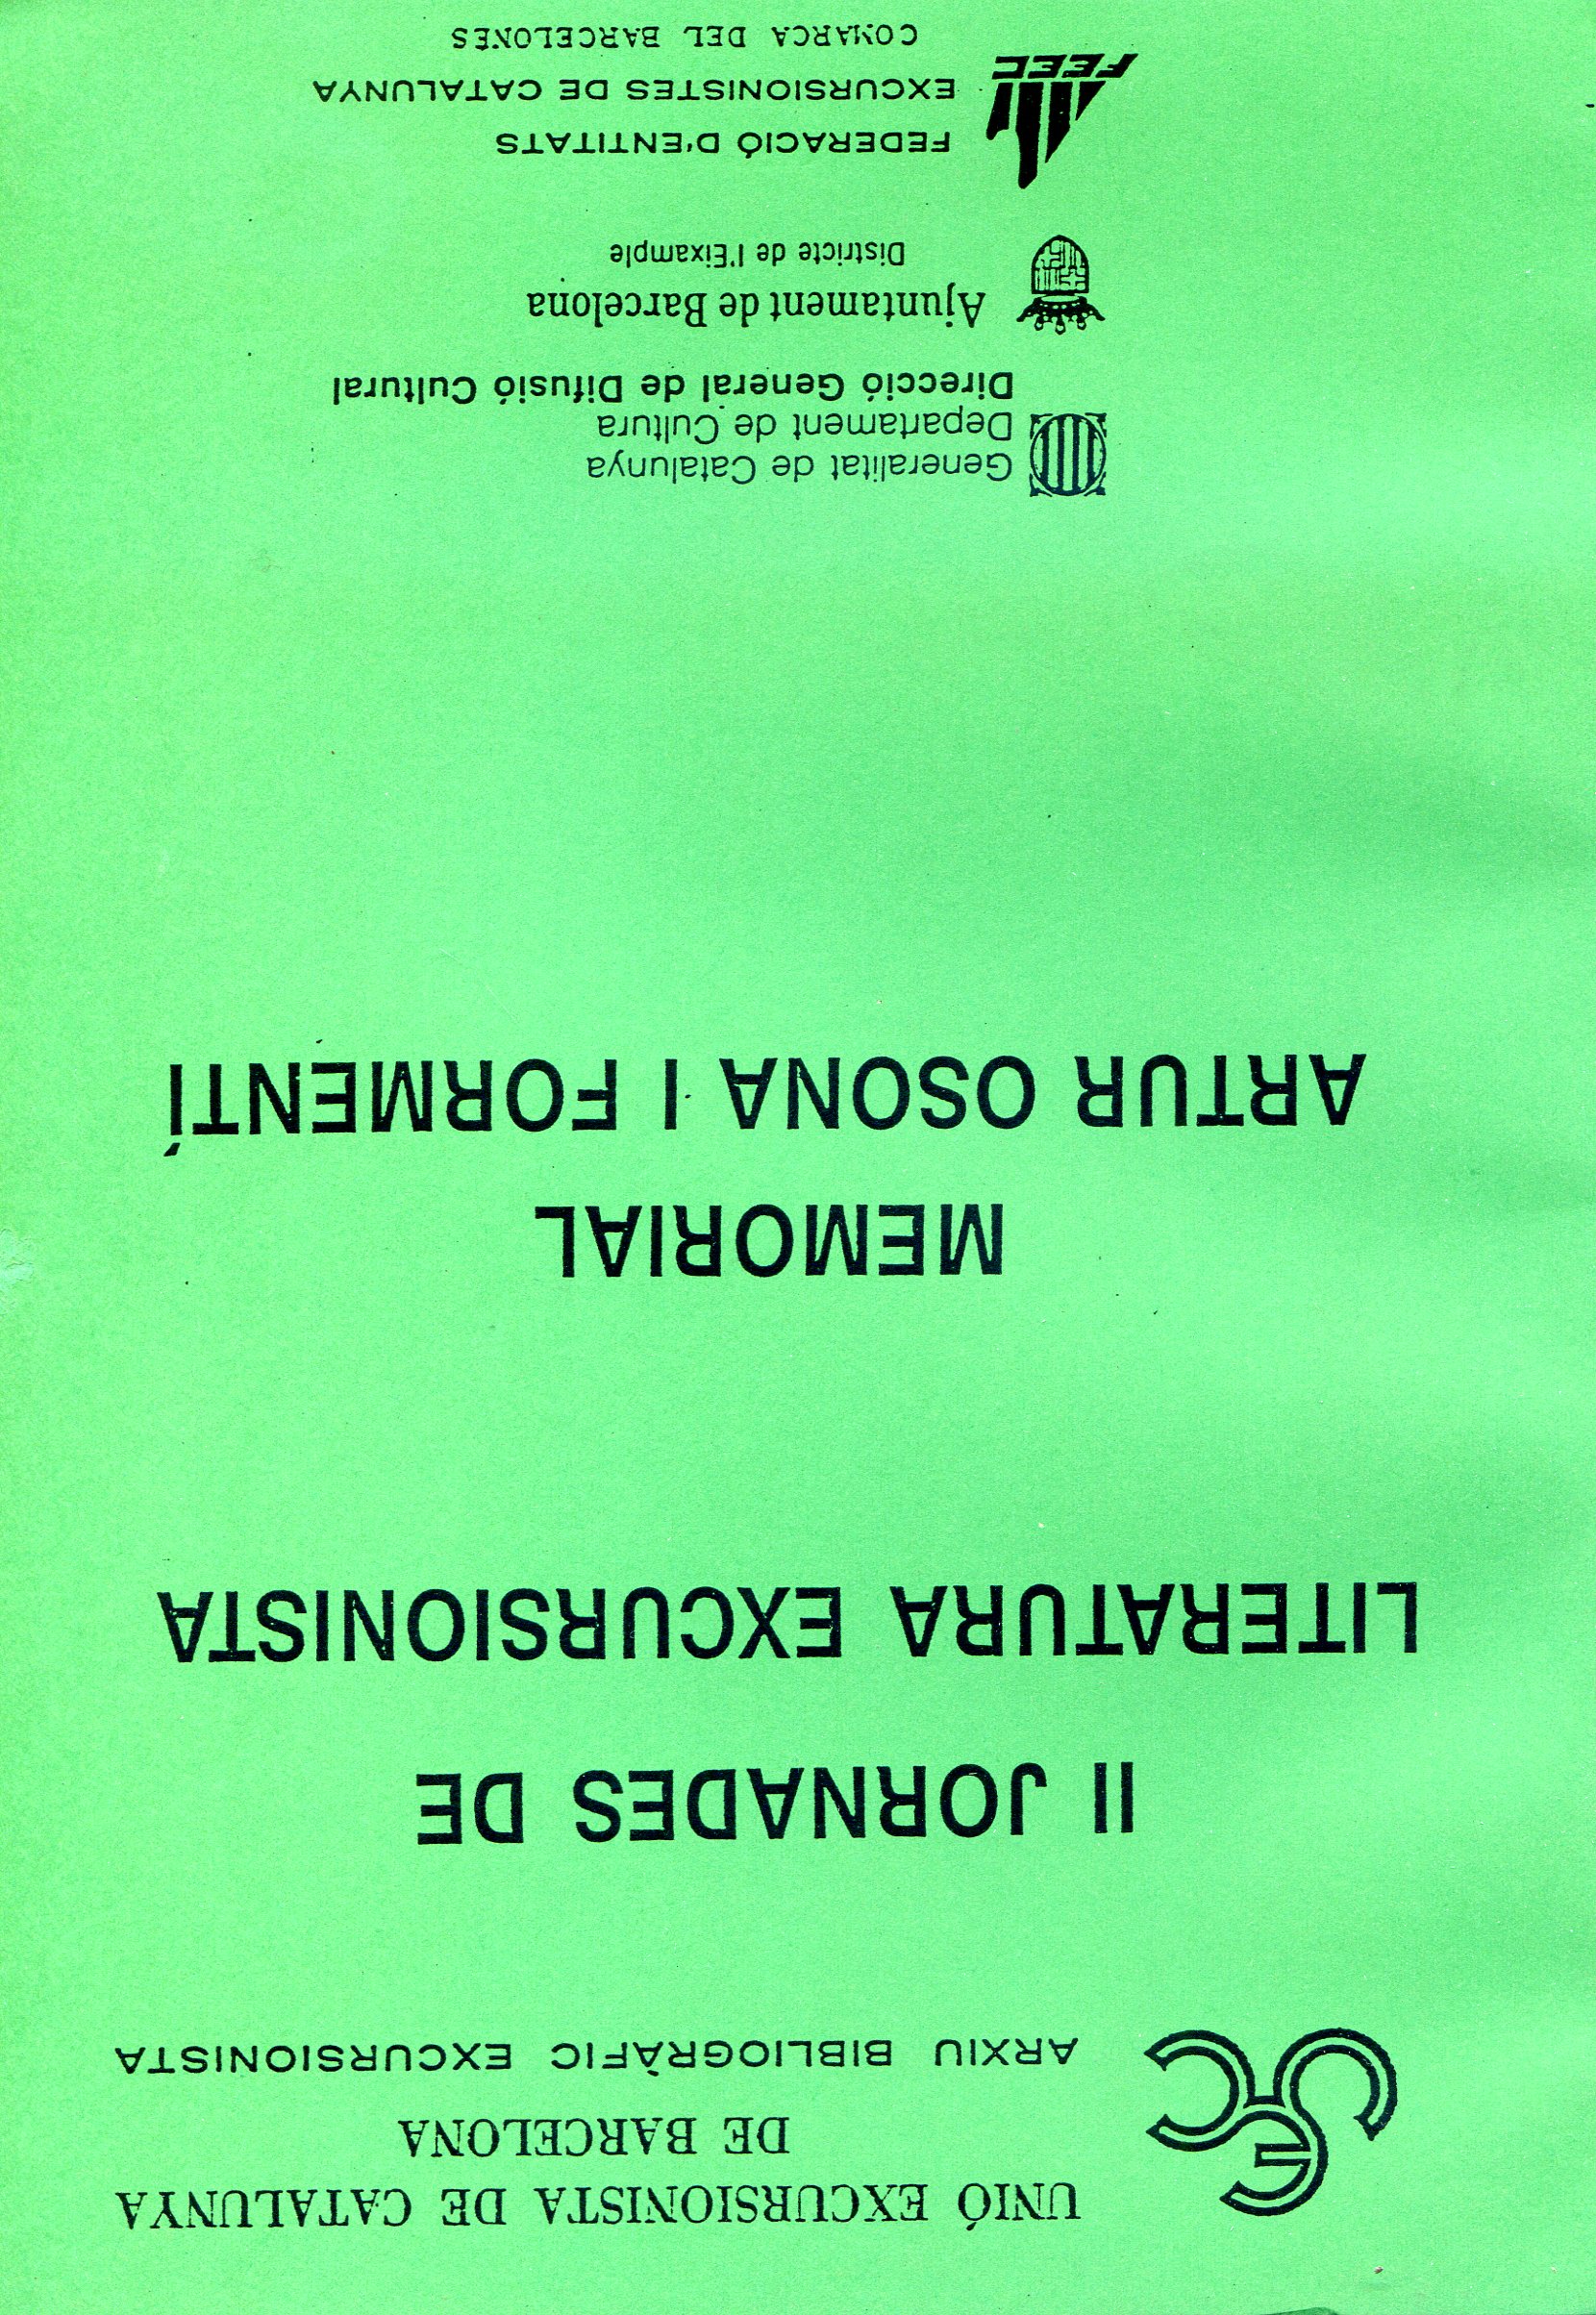 UNIÓ EXCURSIONISTA DE CATALUNYA
DE BARCELONA
ARXIU BIBLIOGRÀFIC EXCURSIONISTA
II JORNADES DE
LITERATURA EXCURSIONISTA
MEMORIAL
ARTUR OSONA I FORMENTÍ
Generalitat de Catalunya
Departament de Cultura
Direcció General de Difusió Cultural
Ajuntament de Barcelona
Districte de l'Eixample
FEDERACIÓ D'ENTITATS
EXCURSIONISTES DE CATALUNYA
FEEC
COMARCA DEL BARCELONES